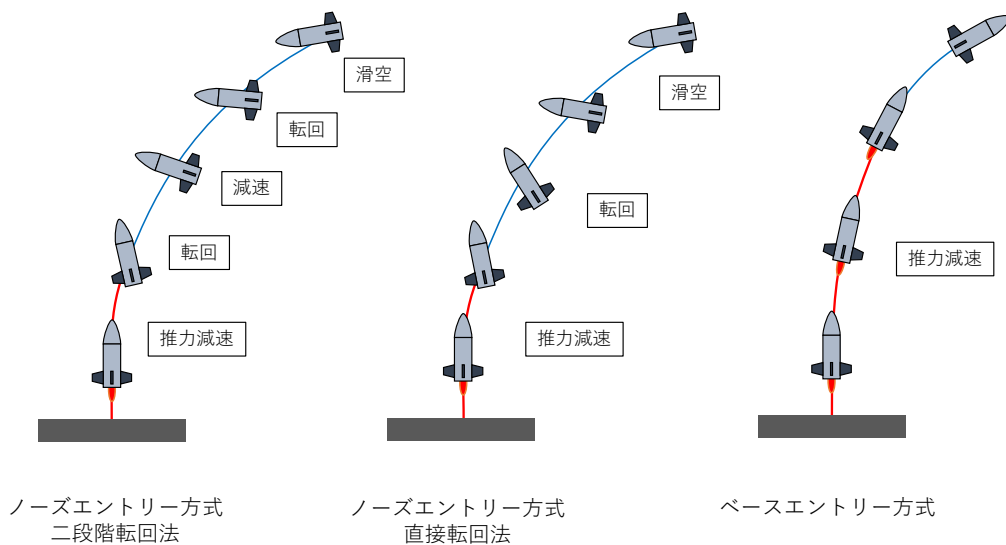 滑空
転回
減速
転回
推力減速
ノーズエントリー方式
二段階転回法
滑空
転回
推力減速
ノーズエントリー方式
直接転回法
推力減速
ベースエントリー方式